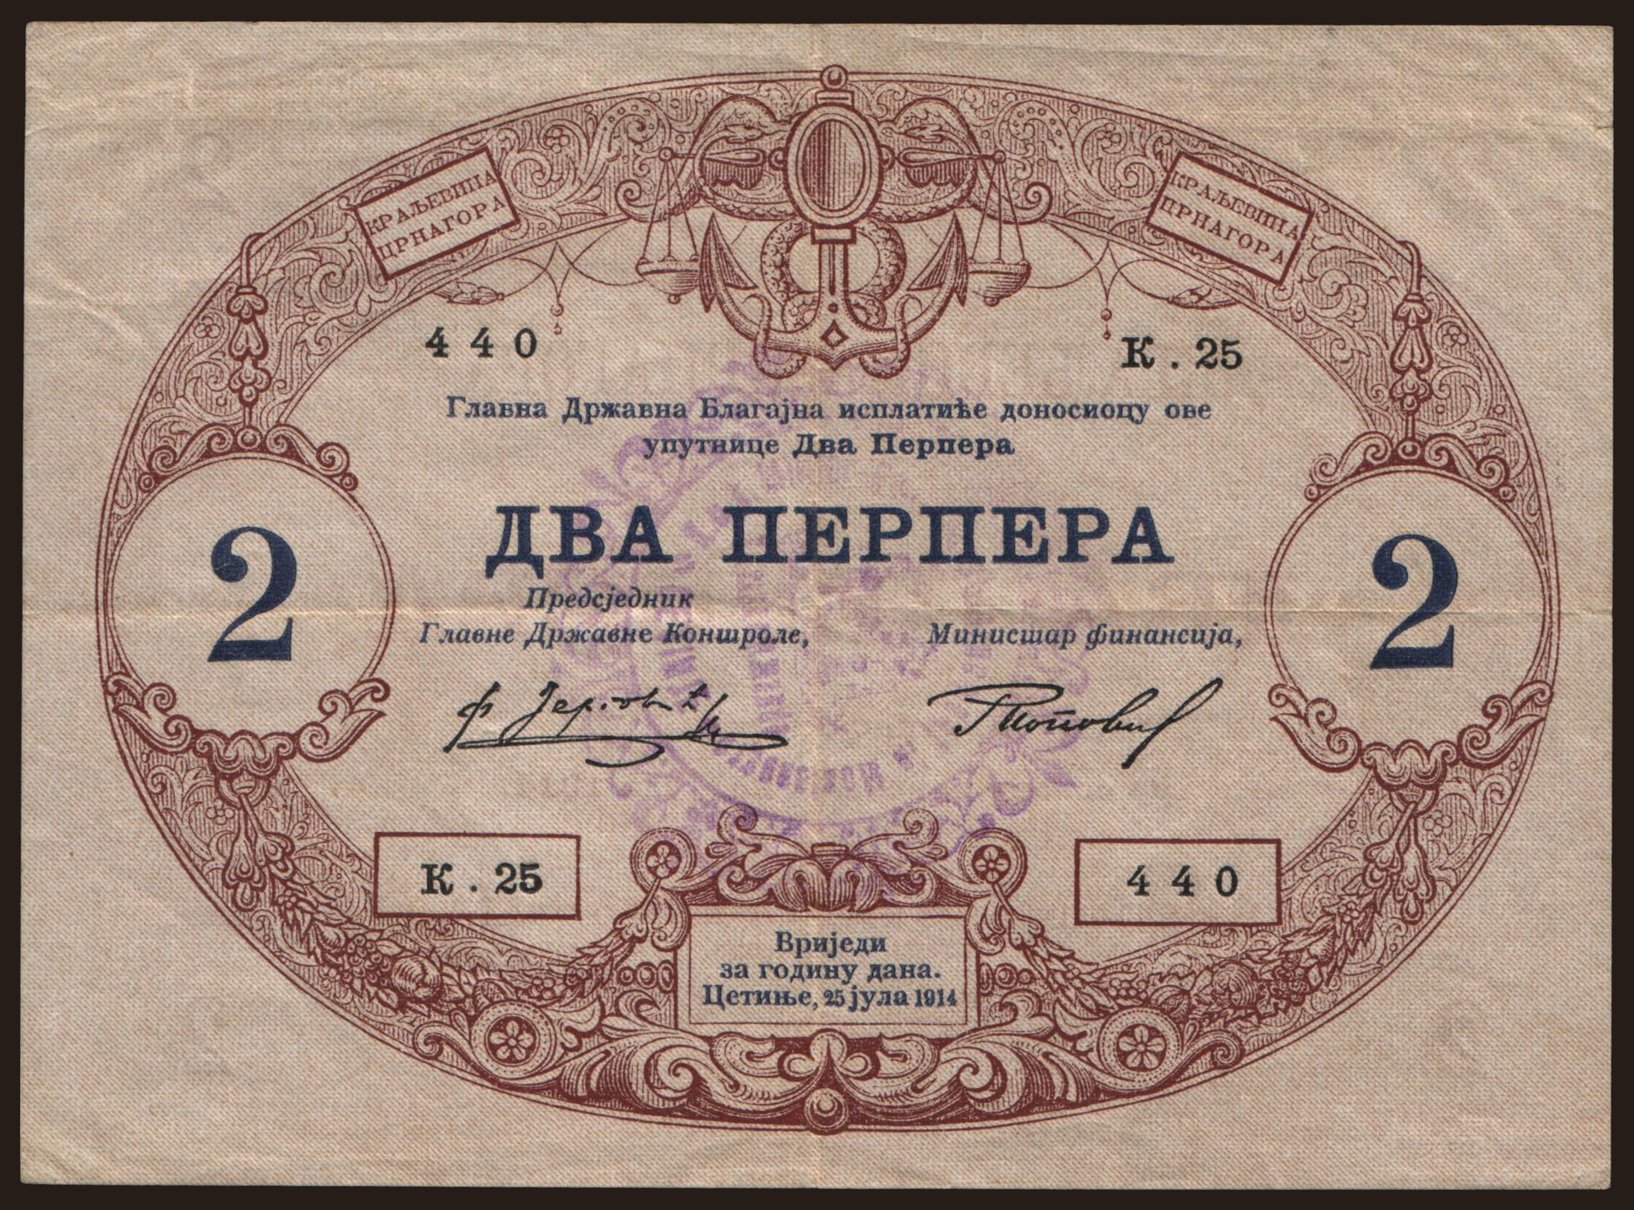 КРАЉЕВИНА
ЦРНАГОРА
КРАЉЕВИНА
ЦРНАГОРА
440
К. 25
Главна Државна Благајна исплатиће доносиоцу ове
упутнице Два Перпера
ДВА ПЕРПЕРА
2
2
Предсједник
Главне Државне Контроле,
Министар финансија,
К. 25
440
Вриједи
за годину дана.
Цетиње, 25 јула 1914